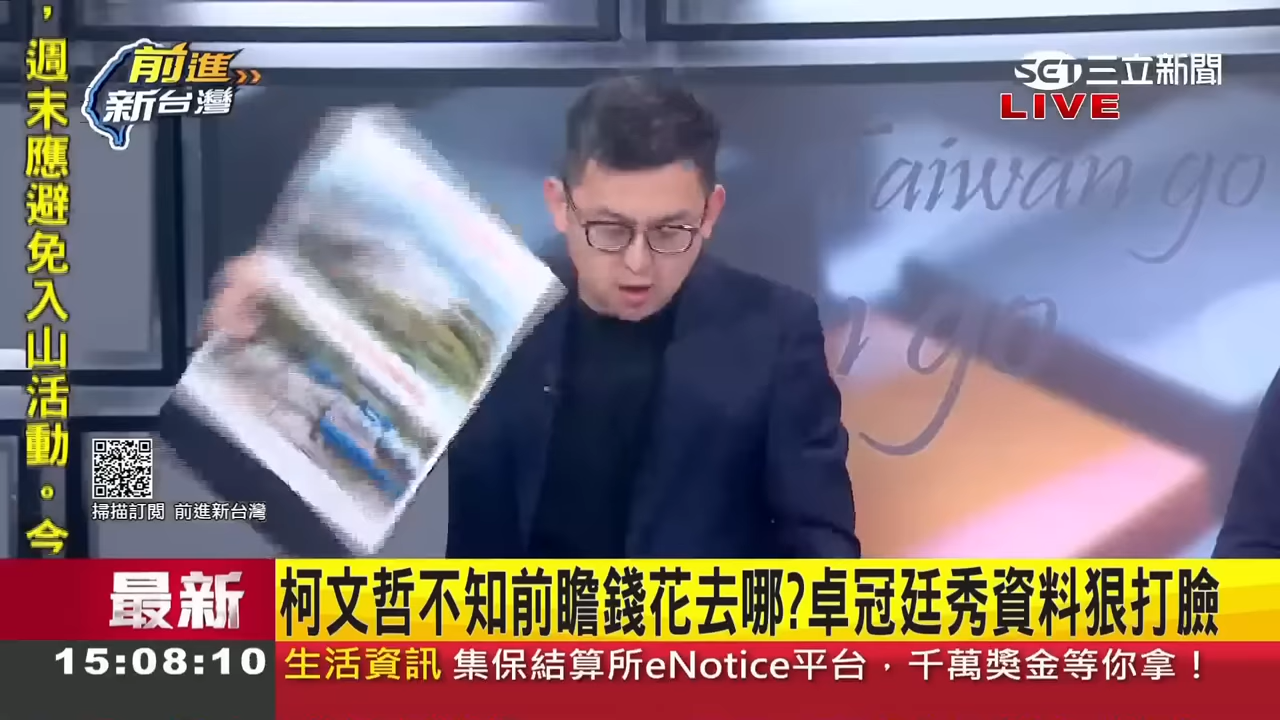 ，週末應避免入山活動。今
前進
新台灣
SET三立新聞
LIVE
Taiwan go
n go
掃描訂閱 前進新台灣
最新
柯文哲不知前瞻錢花去哪?卓冠廷秀資料狠打臉
15:08:10
生活資訊 集保結算所eNotice平台，千萬獎金等你拿！